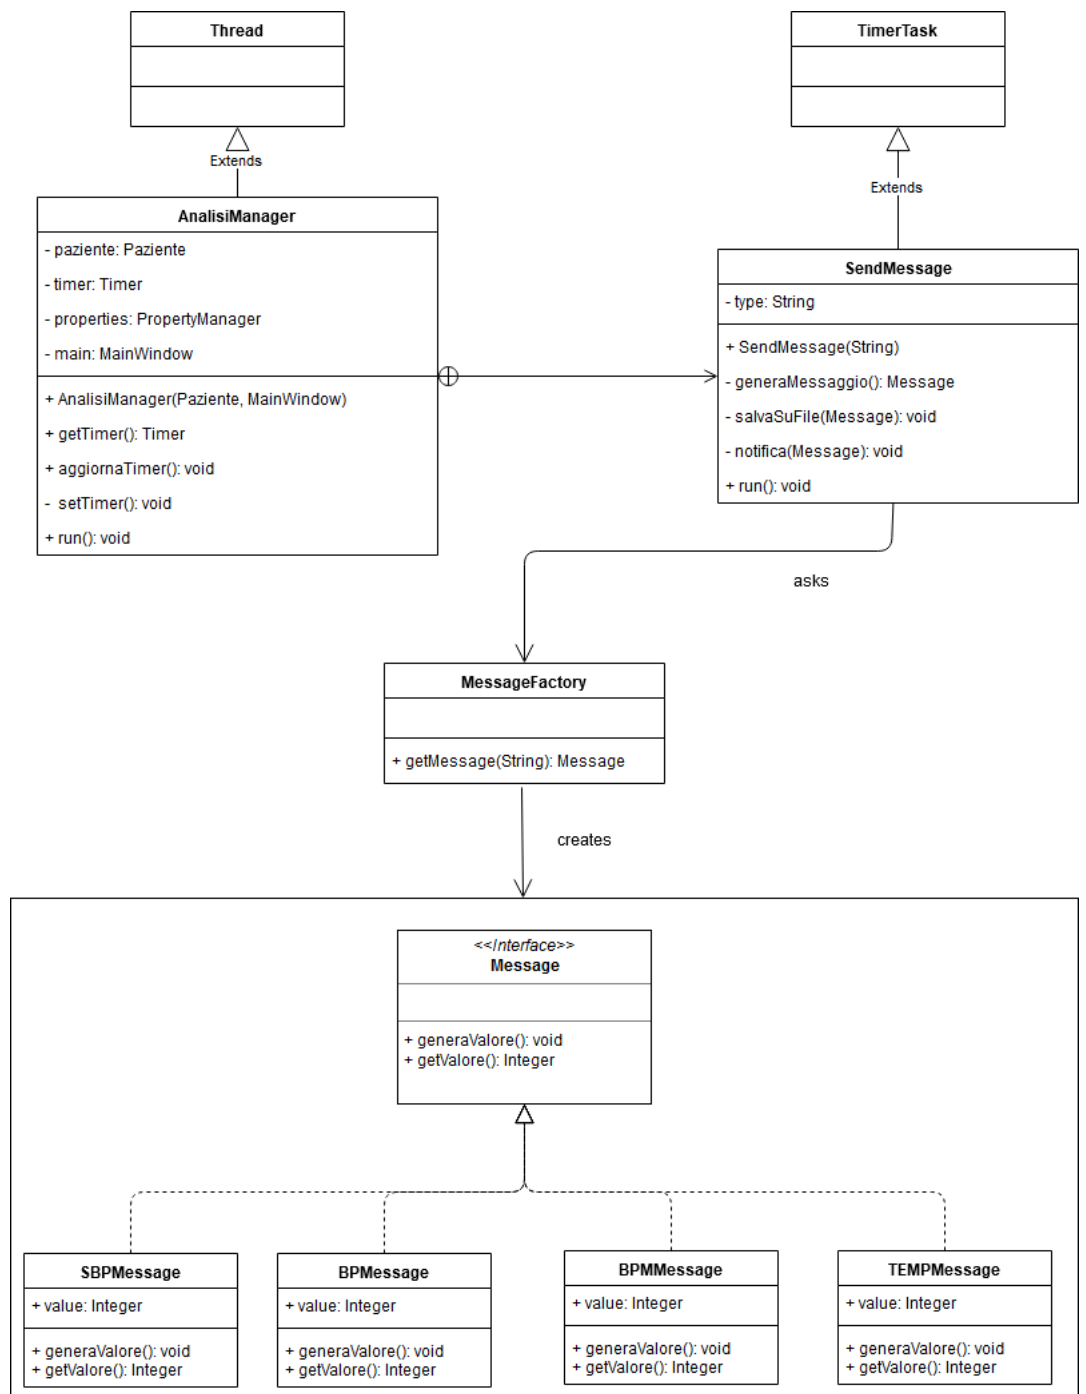 Thread
TimerTask
Extends
Extends
AnalisiManager
- paziente: Paziente
- timer: Timer
- properties: PropertyManager
- main: MainWindow
+ AnalisiManager(Paziente, MainWindow)
+ getTimer(): Timer
+ aggiornaTimer(): void
- setTimer(): void
+ run(): void
SendMessage
- type: String
+ SendMessage(String)
- generaMessaggio(): Message
- salvaSuFile(Message): void
- notifica(Message): void
+ run(): void
asks
MessageFactory
+ getMessage(String): Message
creates
<<Interface>>
Message
+ generaValore(): void
+ getValore(): Integer
SBPMessage
+ value: Integer
+ generaValore(): void
+ getValore(): Integer
BPMessage
+ value: Integer
+ generaValore(): void
+ getValore(): Integer
BPMMessage
+ value: Integer
+ generaValore(): void
+ getValore(): Integer
TEMPMessage
+ value: Integer
+ generaValore(): void
+ getValore(): Integer